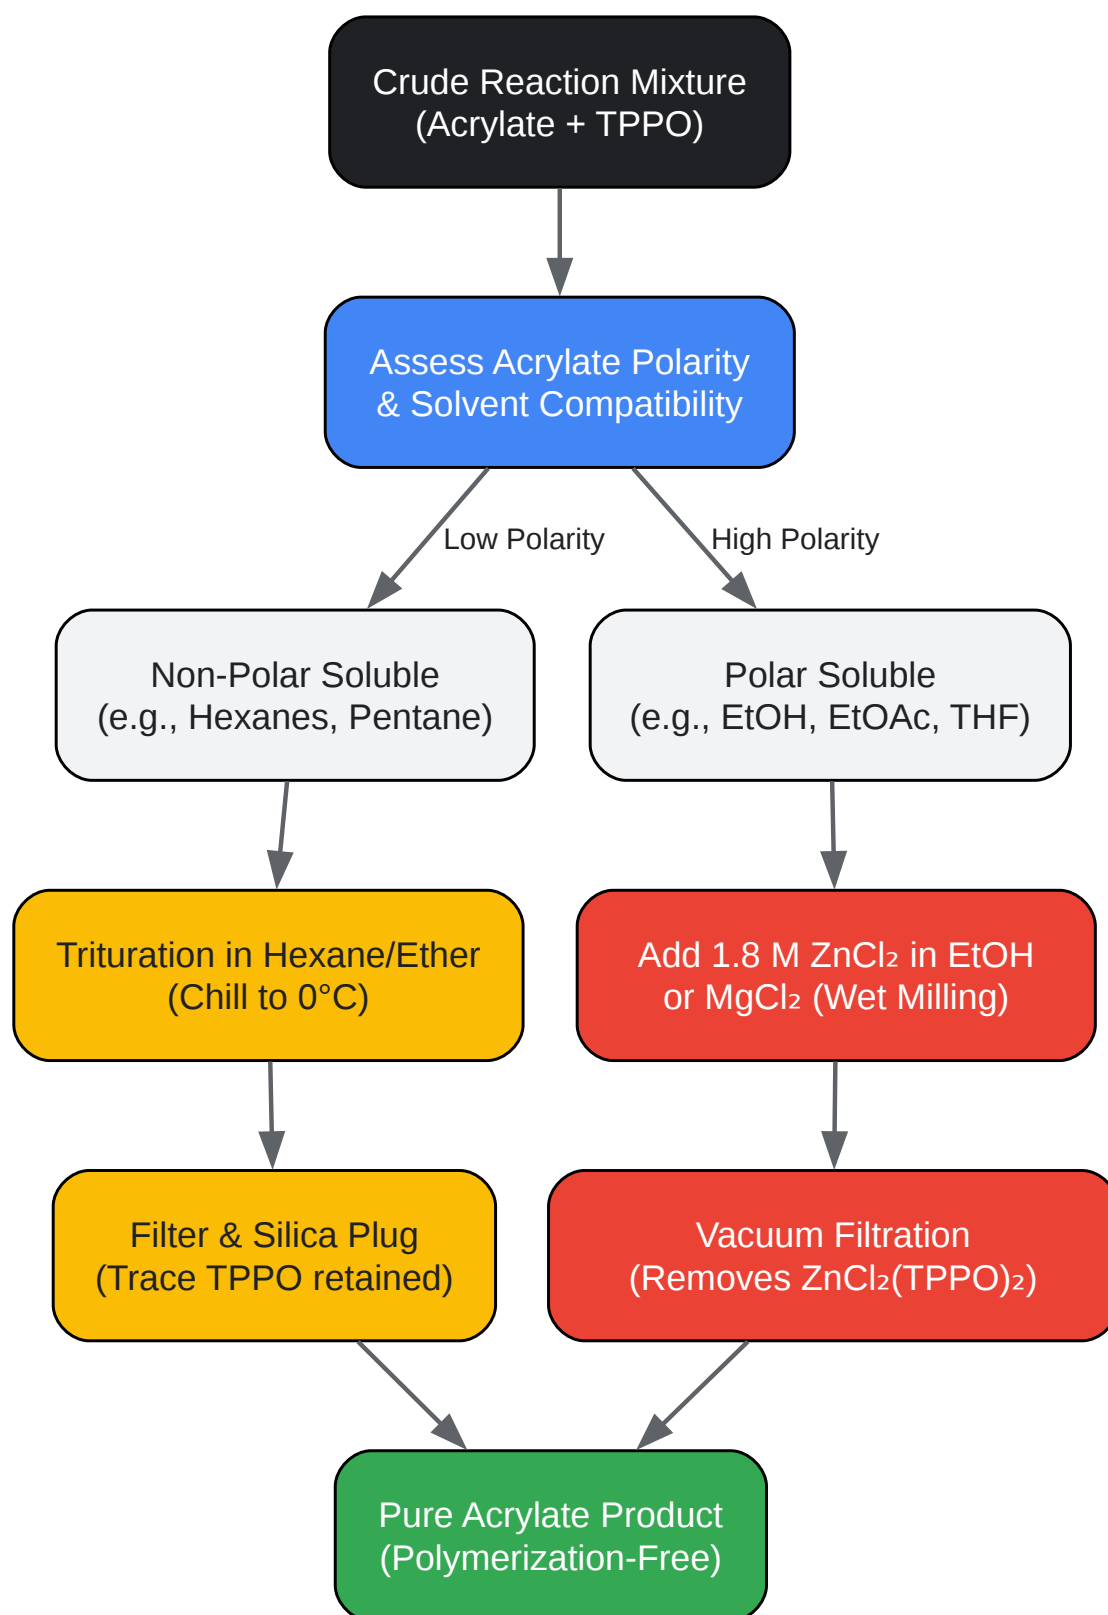 Crude Reaction Mixture
(Acrylate + TPPO)
Assess Acrylate Polarity
& Solvent Compatibility
Low Polarity
High Polarity
Non-Polar Soluble
(e.g., Hexanes, Pentane)
Polar Soluble
(e.g., EtOH, EtOAc, THF)
Trituration in Hexane/Ether
(Chill to 0°C)
Add 1.8 M ZnCl₂ in EtOH
or MgCl₂ (Wet Milling)
Filter & Silica Plug
(Trace TPPO retained)
Vacuum Filtration
(Removes ZnCl₂(TPPO)₂)
Pure Acrylate Product
(Polymerization-Free)